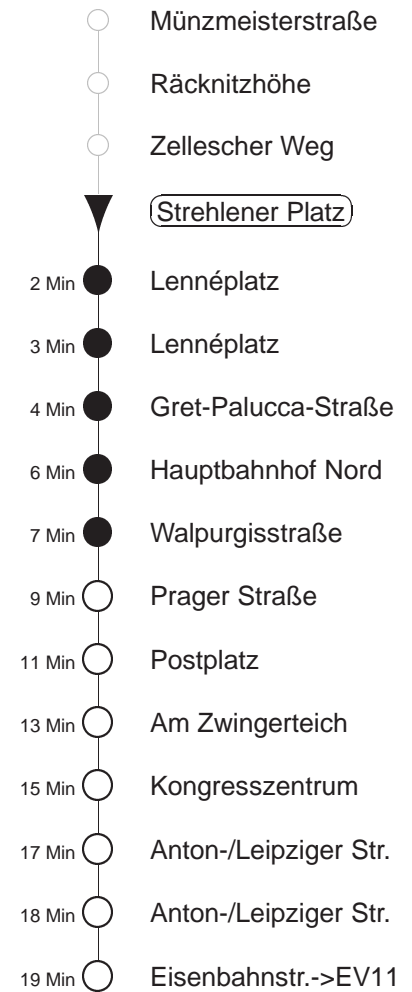 Münzmeisterstraße
Räcknitzhöhe
Zellescher Weg
Strehlener Platz
2 Min Lennéplatz
3 Min Lennéplatz
4 Min Gret-Palucca-Straße
6 Min Hauptbahnhof Nord
7 Min Walpurgisstraße
9 Min Prager Straße
11 Min Postplatz
13 Min Am Zwingerteich
15 Min Kongresszentrum
17 Min Anton-/Leipziger Str.
18 Min Anton-/Leipziger Str.
19 Min Eisenbahnstr.->EV11